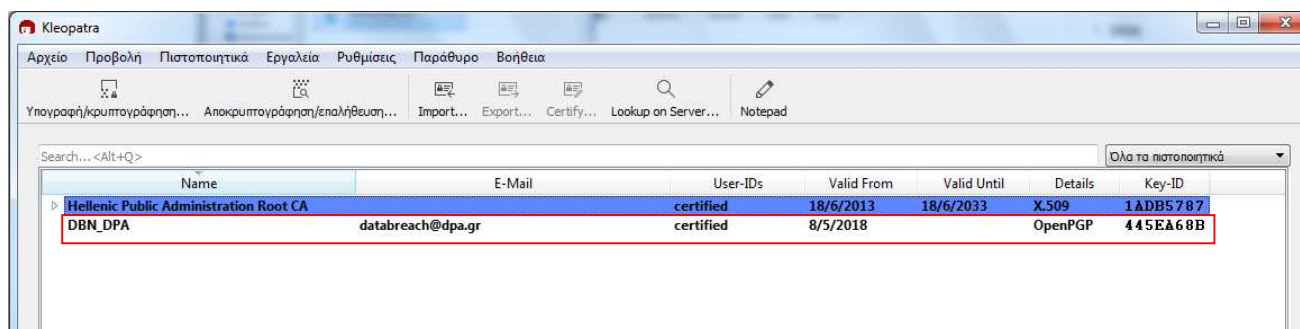 Kleopatra
Αρχείο Προβολή Πιστοποιητικά Εργαλεία Ρυθμίσεις Παράθυρο Βοήθεια
Υπογραφή/κρυπτογράφηση... Αποκρυπτογράφηση/επαλήθευση... Import... Export... Certify... Lookup on Server... Notepad
Search...<Alt+Q> Όλα τα πιστοποιητικά
Name E-Mail User-IDs Valid From Valid Until Details Key-ID
Hellenic Public Administration Root CA certified 18/6/2013 18/6/2033 X.509 1ADB5787
DBN_DPA databreach@dpa.gr certified 8/5/2018 OpenPGP 445EA68B